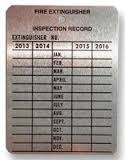 FIRE EXTINGUISHER
INSPECTION RECORD
EXTINGUISHER NO.
2013 2014 2015 2016
JAN.
FEB.
MARCH
APRIL
MAY
JUNE
JULY
AUG.
SEPT.
OCT.
NOV.
DEC.